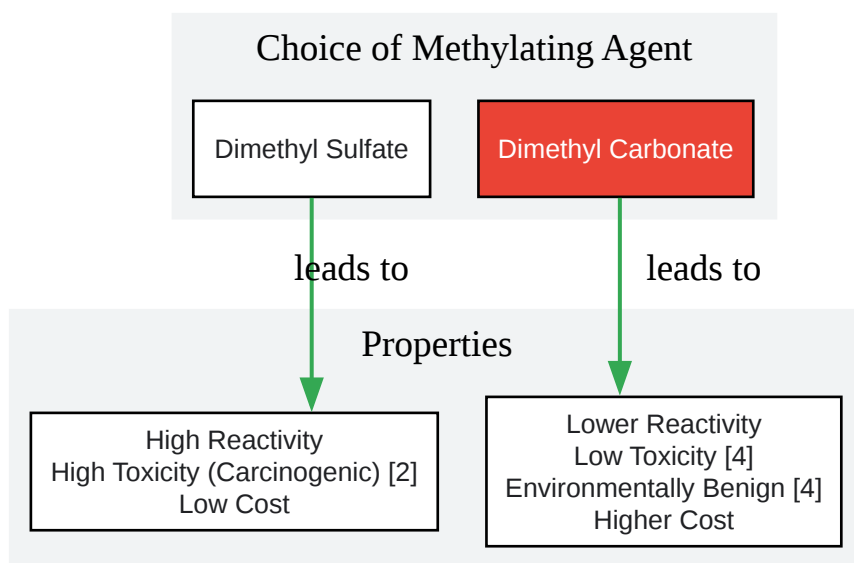 Choice of Methylating Agent
Dimethyl Sulfate
Dimethyl Carbonate
leads to
leads to
Properties
High Reactivity
High Toxicity (Carcinogenic) [2]
Low Cost
Lower Reactivity
Low Toxicity [4]
Environmentally Benign [4]
Higher Cost